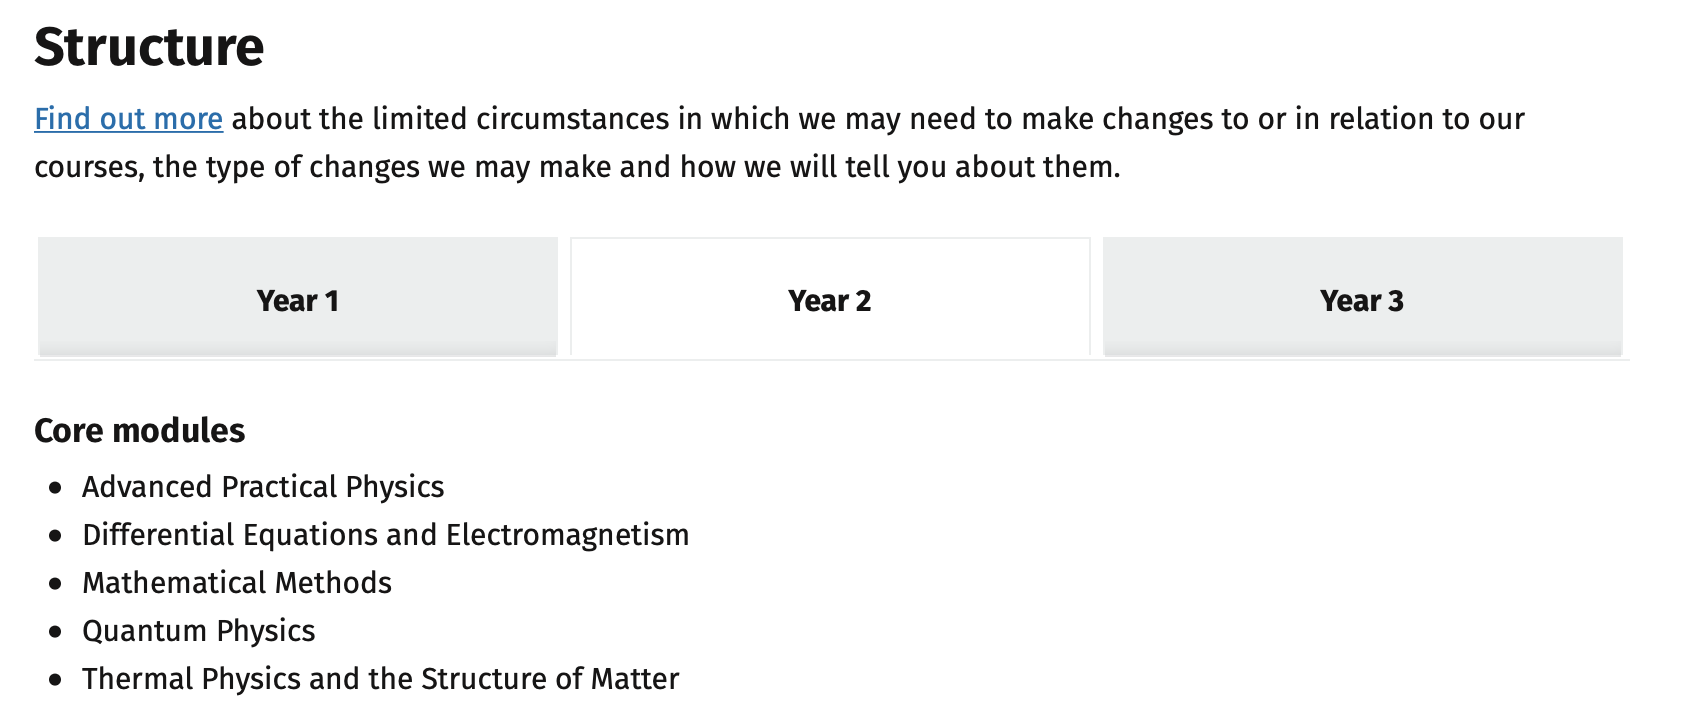 Structure
Find out more about the limited circumstances in which we may need to make changes to or in relation to our
courses, the type of changes we may make and how we will tell you about them.
Year 1
Year 2
Year 3
Core modules
Advanced Practical Physics
Differential Equations and Electromagnetism
Mathematical Methods
Quantum Physics
Thermal Physics and the Structure of Matter